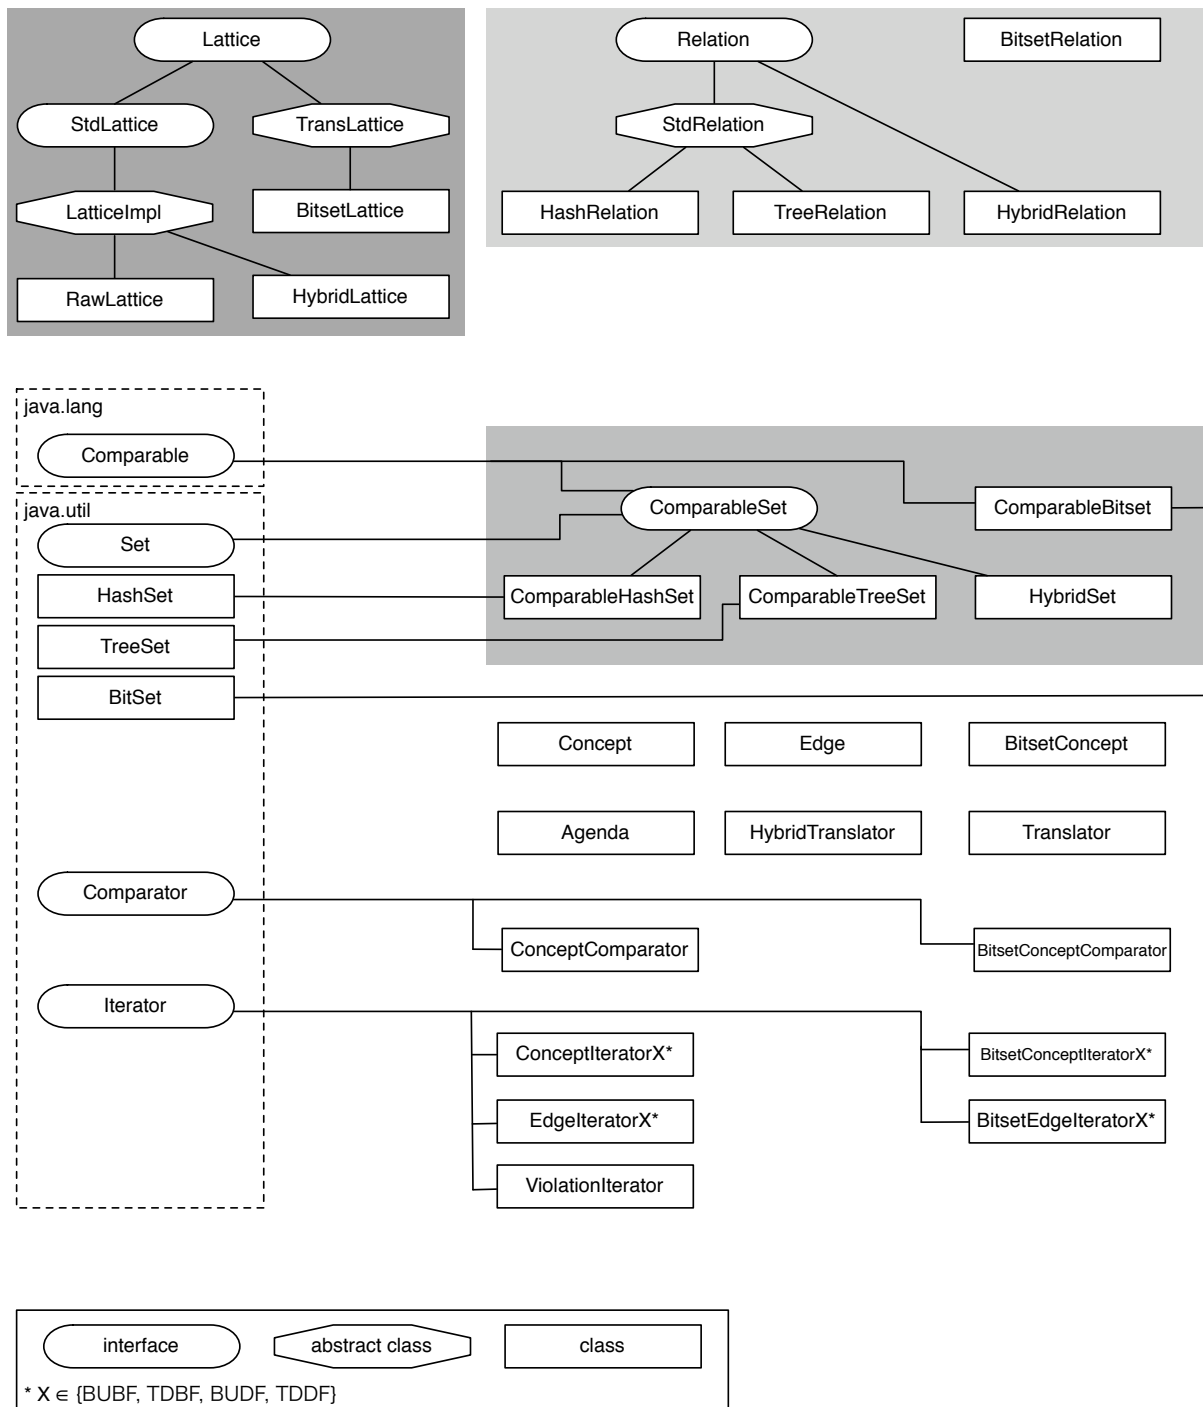 Lattice
Relation
BitsetRelation
StdLattice
TransLattice
StdRelation
LatticeImpl
BitsetLattice
HashRelation
TreeRelation
HybridRelation
RawLattice
HybridLattice
java.lang
Comparable
java.util
ComparableSet
ComparableBitset
Set
HashSet
ComparableHashSet
ComparableTreeSet
HybridSet
TreeSet
BitSet
Concept
Edge
BitsetConcept
Agenda
HybridTranslator
Translator
Comparator
ConceptComparator
BitsetConceptComparator
Iterator
ConceptIteratorX*
BitsetConceptIteratorX*
EdgeIteratorX*
BitsetEdgeIteratorX*
ViolationIterator
interface
abstract class
class
* X ∈ {BUBF, TDBF, BUDF, TDDF}